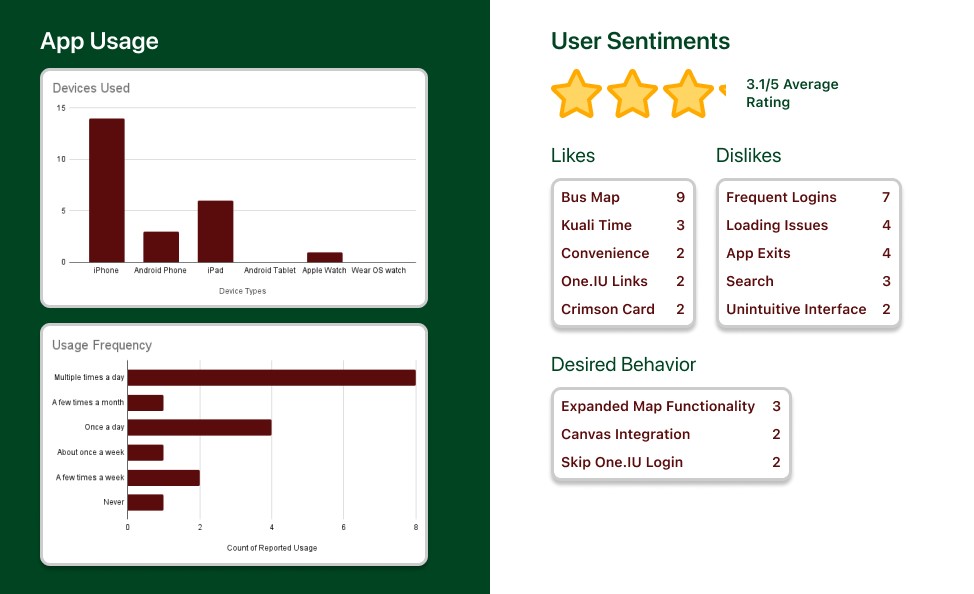 App Usage
Devices Used
15
10
5
0
iPhone Android Phone iPad Android Tablet Apple Watch Wear OS watch
Device Types
Usage Frequency
Multiple times a day
A few times a month
Once a day
About once a week
A few times a week
Never
0 2 4 6 8
Count of Reported Usage
User Sentiments
3.1/5 Average
Rating
Likes
Bus Map 9
Kuali Time 3
Convenience 2
One.IU Links 2
Crimson Card 2
Dislikes
Frequent Logins 7
Loading Issues 4
App Exits 4
Search 3
Unintuitive Interface 2
Desired Behavior
Expanded Map Functionality 3
Canvas Integration 2
Skip One.IU Login 2